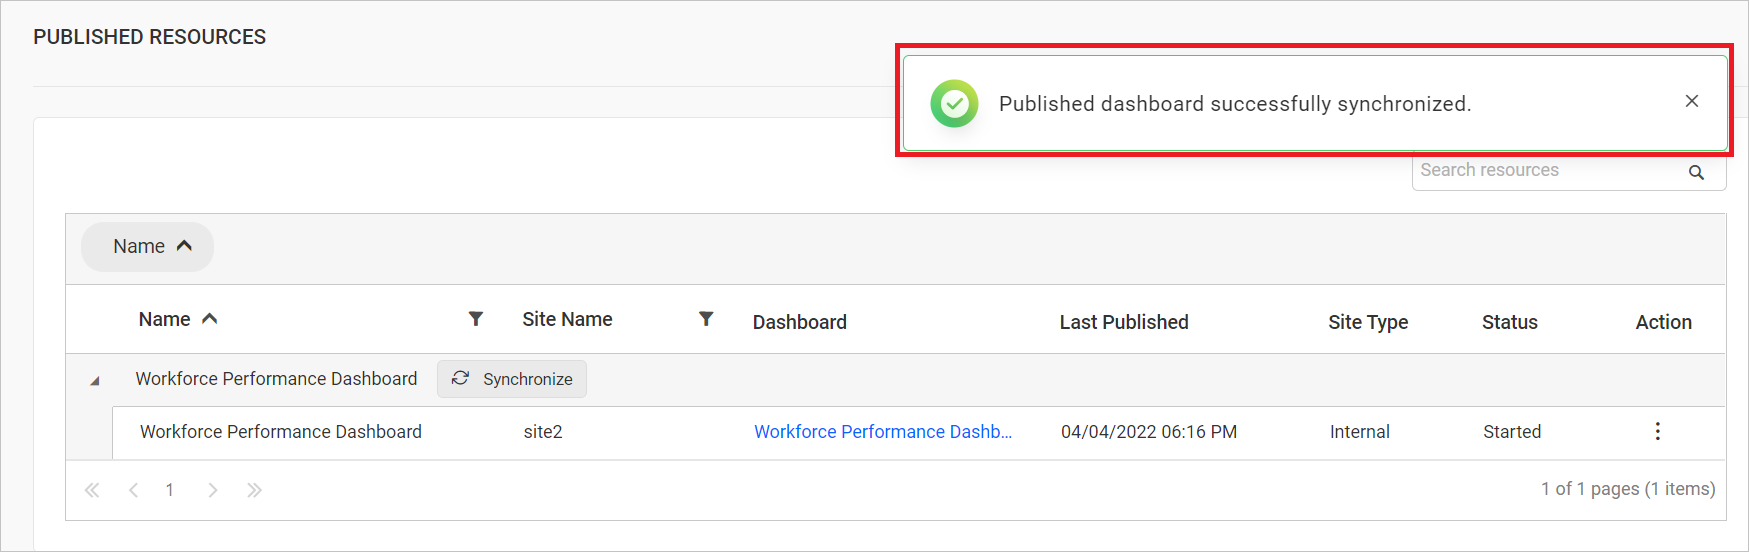 PUBLISHED RESOURCES
Published dashboard successfully synchronized.
Search resources
Name
Name Site Name Dashboard Last Published Site Type Status Action
Workforce Performance Dashboard Synchronize
Workforce Performance Dashboard site2 Workforce Performance Dashb... 04/04/2022 06:16 PM Internal Started
1 1 of 1 pages (1 items)